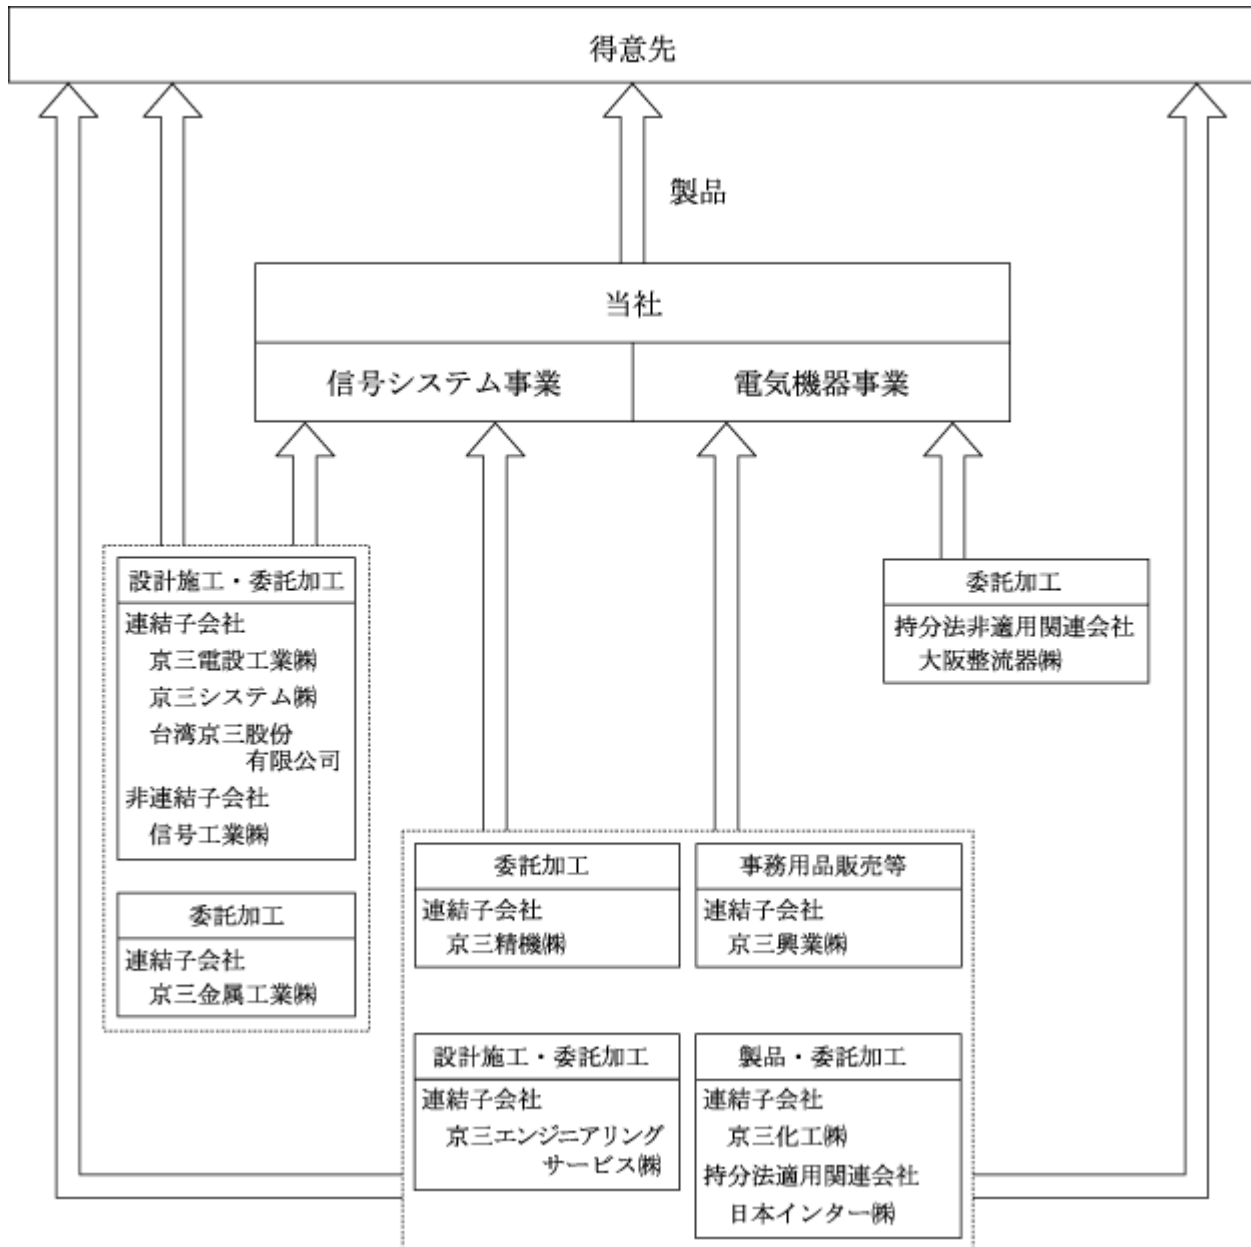 得意先
製品
当社
信号システム事業
電気機器事業
設計施工・委託加工
連結子会社
京三電設工業㈱
京三システム㈱
台湾京三股份
有限公司
非連結子会社
信号工業㈱
委託加工
連結子会社
京三金属工業㈱
委託加工
持分法非適用関連会社
大阪整流器㈱
委託加工
連結子会社
京三精機㈱
事務用品販売等
連結子会社
京三興業㈱
設計施工・委託加工
連結子会社
京三エンジニアリング
サービス㈱
製品・委託加工
連結子会社
京三化工㈱
持分法適用関連会社
日本インター㈱